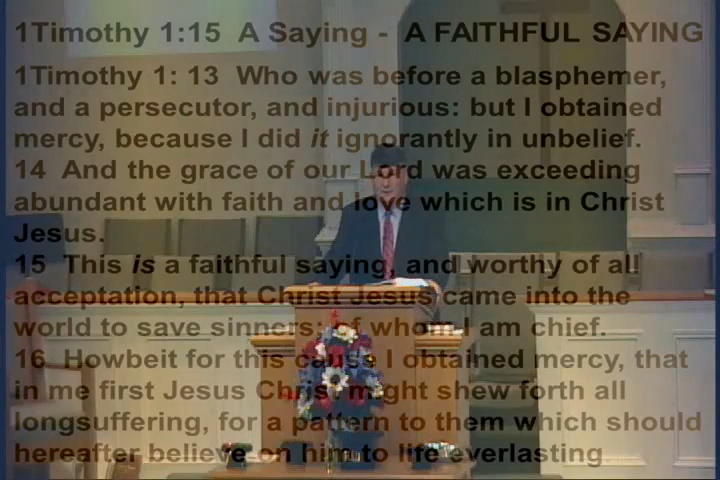 1Timothy 1:15 A Saying - A FAITHFUL SAYING
1Timothy 1: 13 Who was before a blasphemer,
and a persecutor, and injurious: but I obtained
mercy, because I did it ignorantly in unbelief.
14 And the grace of our Lord was exceeding
abundant with faith and love which is in Christ
Jesus.
15 This is a faithful saying, and worthy of all
acceptation, that Christ Jesus came into the
world to save sinners; of whom I am chief.
16 Howbeit for this cause I obtained mercy, that
in me first Jesus Christ might shew forth all
longsuffering, for a pattern to them which should
hereafter believe on him to life everlasting